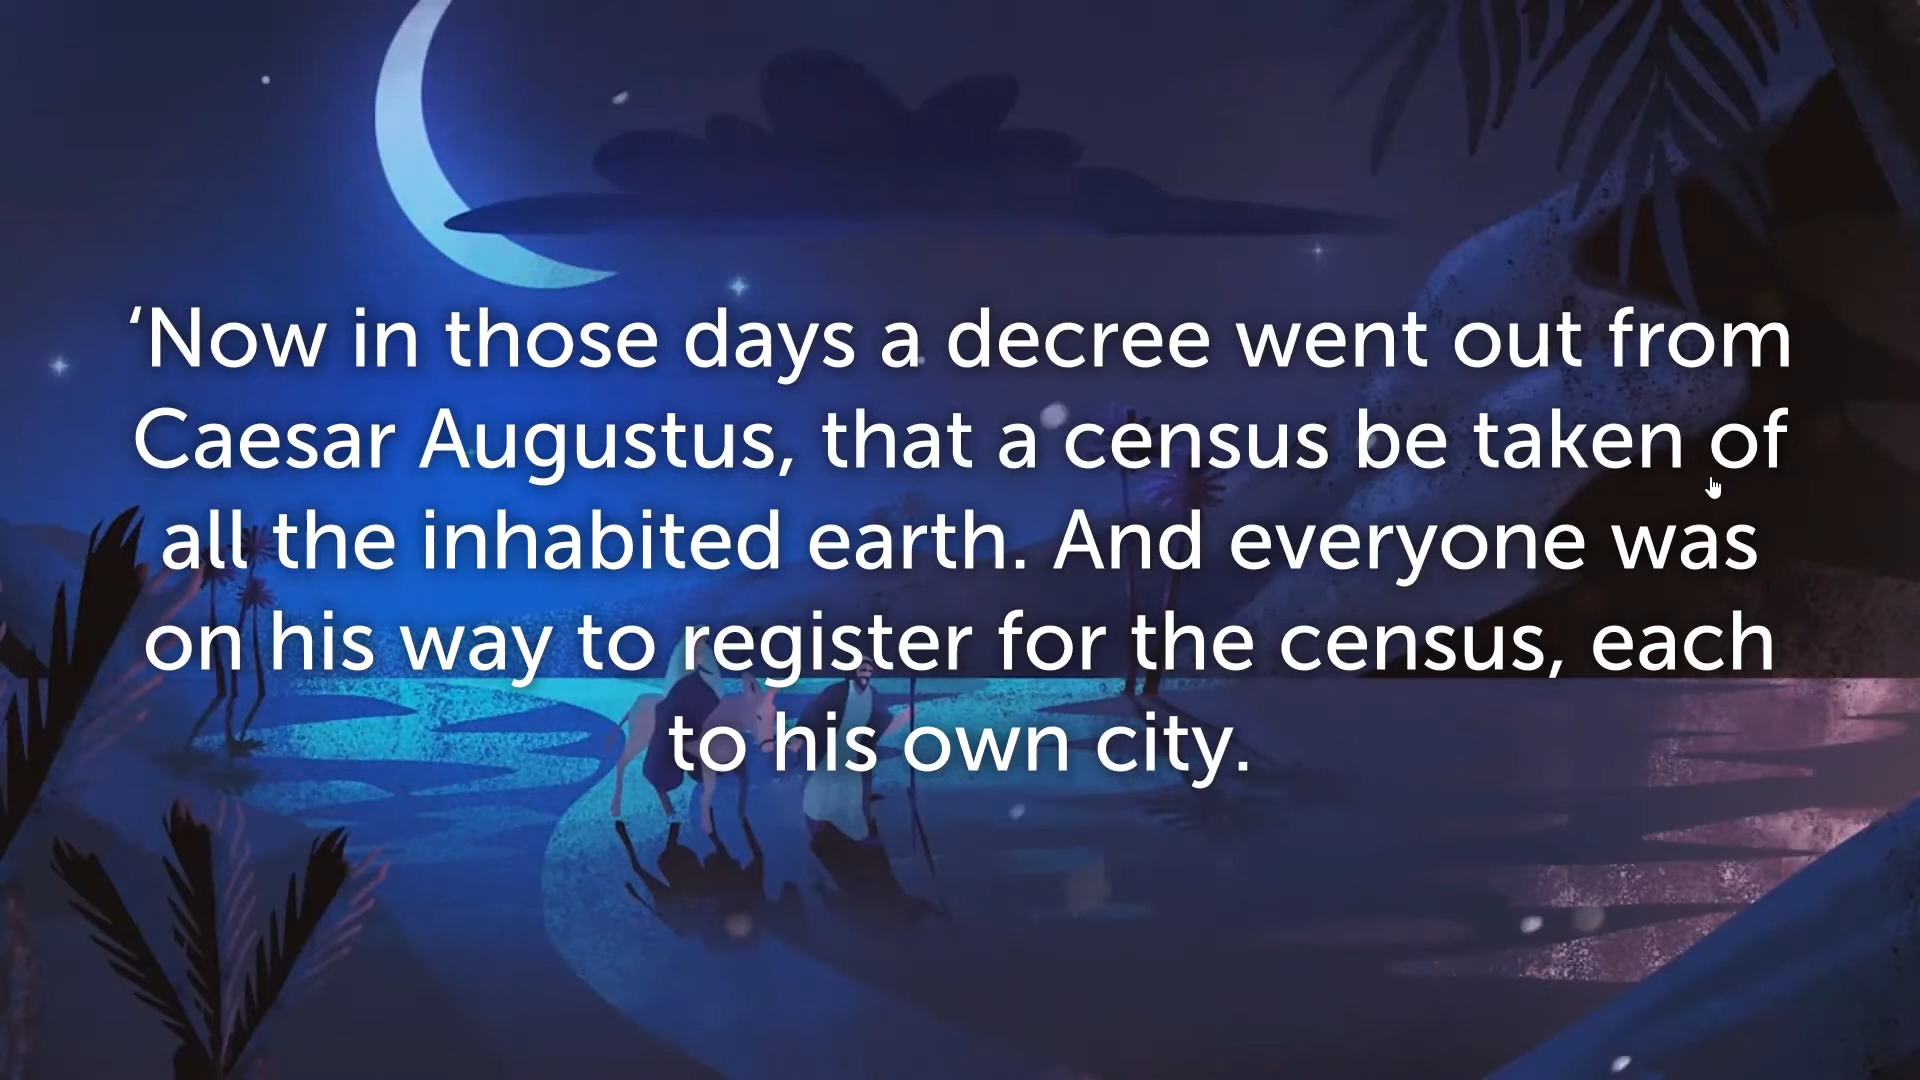 ‘Now in those days a decree went out from
Caesar Augustus, that a census be taken of
all the inhabited earth. And everyone was
on his way to register for the census, each
to his own city.